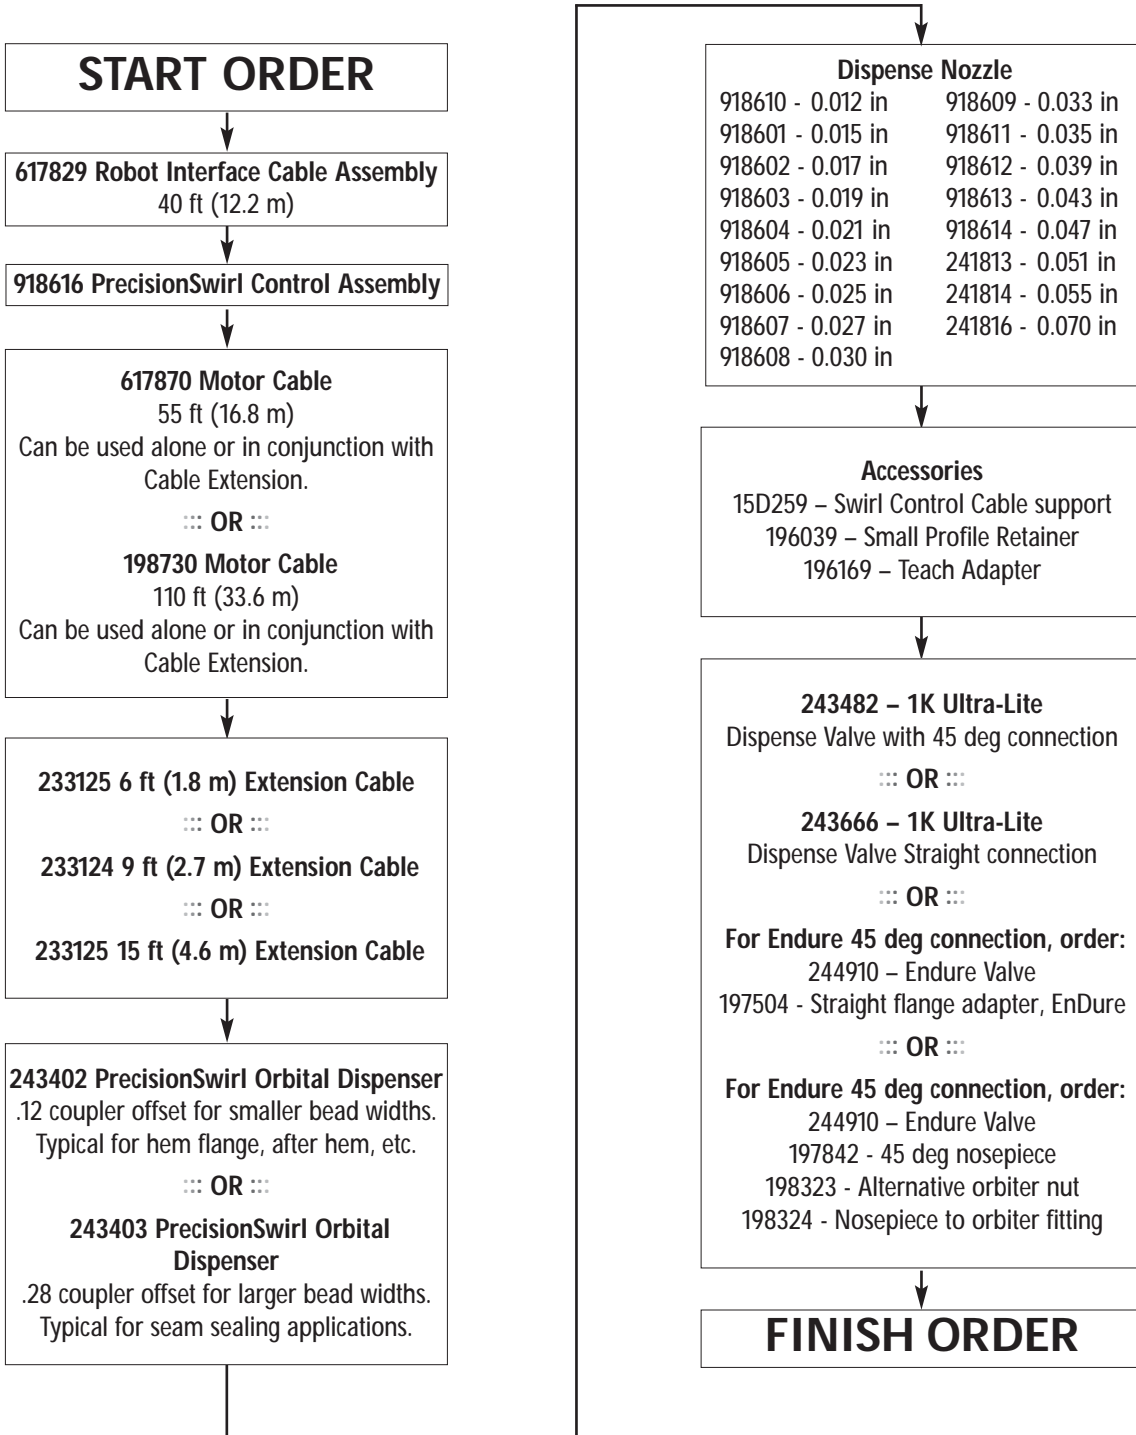 START ORDER
617829 Robot Interface Cable Assembly
40 ft (12.2 m)
918616 PrecisionSwirl Control Assembly
617870 Motor Cable
55 ft (16.8 m)
Can be used alone or in conjunction with
Cable Extension.
::: OR :::
198730 Motor Cable
110 ft (33.6 m)
Can be used alone or in conjunction with
Cable Extension.
233125 6 ft (1.8 m) Extension Cable
::: OR :::
233124 9 ft (2.7 m) Extension Cable
::: OR :::
233125 15 ft (4.6 m) Extension Cable
243402 PrecisionSwirl Orbital Dispenser
.12 coupler offset for smaller bead widths.
Typical for hem flange, after hem, etc.
::: OR :::
243403 PrecisionSwirl Orbital
Dispenser
.28 coupler offset for larger bead widths.
Typical for seam sealing applications.
Dispense Nozzle
918610 - 0.012 in
918601 - 0.015 in
918602 - 0.017 in
918603 - 0.019 in
918604 - 0.021 in
918605 - 0.023 in
918606 - 0.025 in
918607 - 0.027 in
918608 - 0.030 in
918609 - 0.033 in
918611 - 0.035 in
918612 - 0.039 in
918613 - 0.043 in
918614 - 0.047 in
241813 - 0.051 in
241814 - 0.055 in
241816 - 0.070 in
Accessories
15D259 – Swirl Control Cable support
196039 – Small Profile Retainer
196169 – Teach Adapter
243482 – 1K Ultra-Lite
Dispense Valve with 45 deg connection
::: OR :::
243666 – 1K Ultra-Lite
Dispense Valve Straight connection
::: OR :::
For Endure 45 deg connection, order:
244910 – Endure Valve
197504 - Straight flange adapter, EnDure
::: OR :::
For Endure 45 deg connection, order:
244910 – Endure Valve
197842 - 45 deg nosepiece
198323 - Alternative orbiter nut
198324 - Nosepiece to orbiter fitting
FINISH ORDER